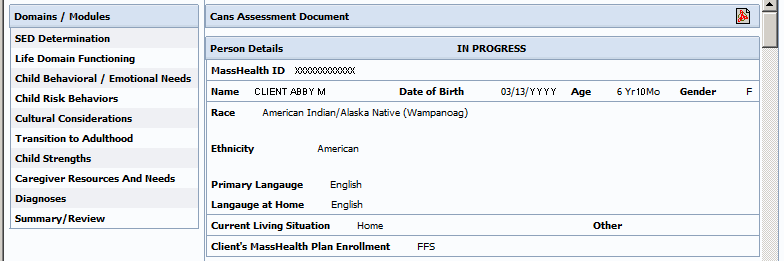 Domains / Modules
SED Determination
Life Domain Functioning
Child Behavioral / Emotional Needs
Child Risk Behaviors
Cultural Considerations
Transition to Adulthood
Child Strengths
Caregiver Resources And Needs
Diagnoses
Summary/Review
Cans Assessment Document
Person Details IN PROGRESS
MassHealth ID XXXXXXXXXXXX
Name CLIENT ABBY M Date of Birth 03/13/YYYY Age 6 Yr10Mo Gender F
Race American Indian/Alaska Native (Wampanoag)
Ethnicity American
Primary Langauge English
Langauge at Home English
Current Living Situation Home Other
Client's MassHealth Plan Enrollment FFS